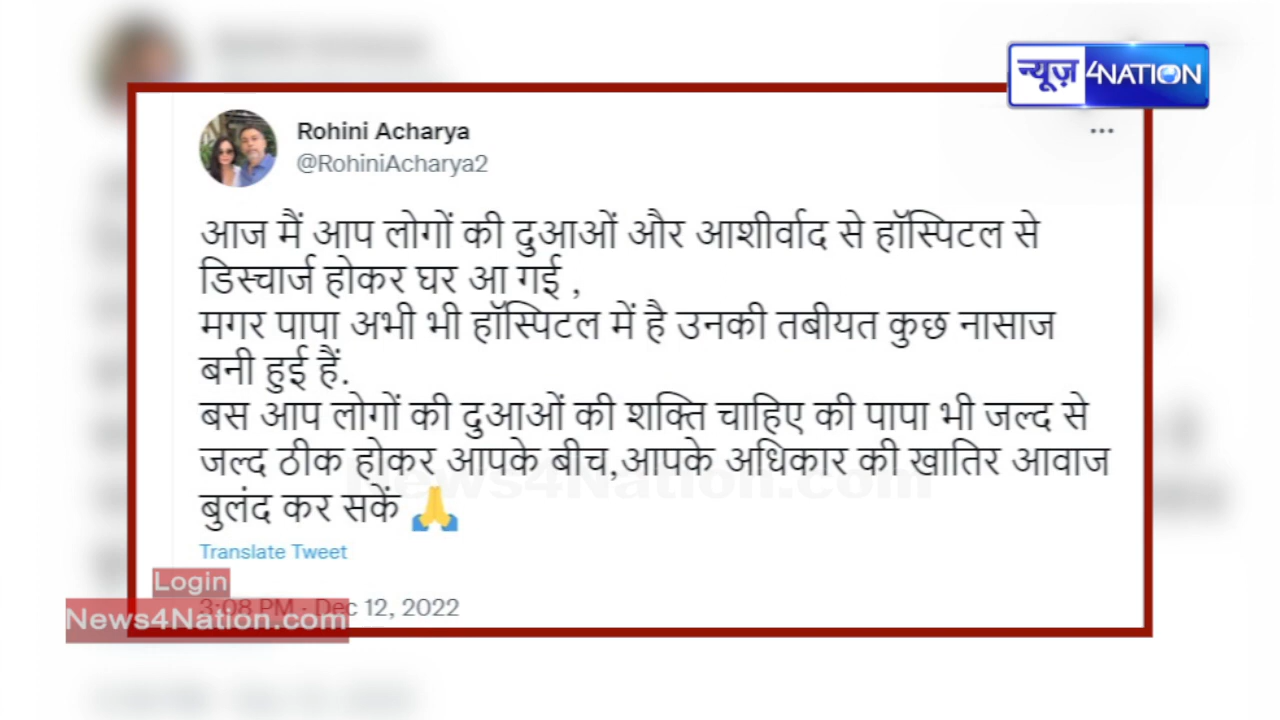 न्यूज़ 4NATION
Rohini Acharya
@RohiniAcharya2
आज मैं आप लोगों की दुआओं और आशीर्वाद से हॉस्पिटल से
डिस्चार्ज होकर घर आ गई ,
मगर पापा अभी भी हॉस्पिटल में है उनकी तबीयत कुछ नासाज
बनी हुई हैं.
बस आप लोगों की दुआओं की शक्ति चाहिए की पापा भी जल्द से
जल्द ठीक होकर आपके बीच,आपके अधिकार की खातिर आवाज
News4Nation.com
बुलंद कर सकें 🙏
Translate Tweet
Login
3:08 PM · Dec 12, 2022
News4Nation.com